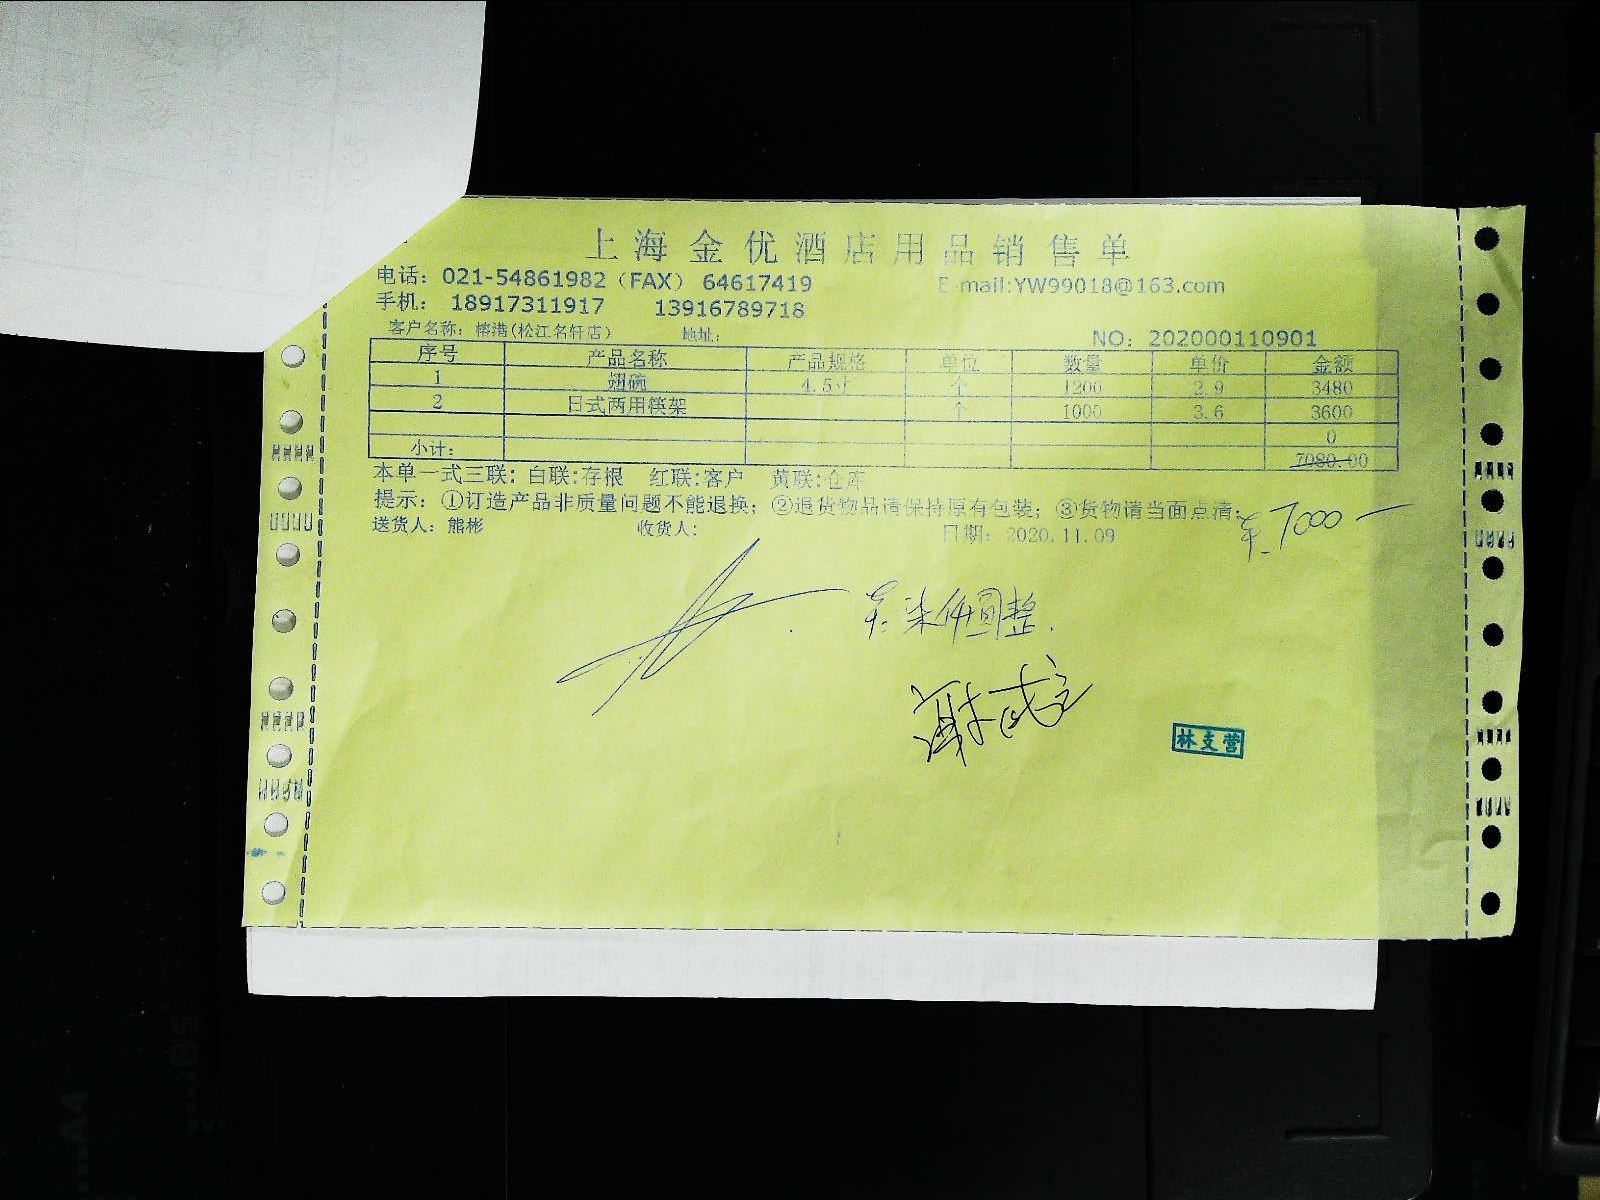 上海金优酒店用品销售单
电话：021-54861982（FAX） 64617419 E-mail:YW99018@163.com
手机： 18917311917 13916789718
客户名称：榕港(松江名轩店） 地址： NO：202000110901
序号 产品名称 产品规格 单位 数量 单价 金额
1 翅碗 4.5寸 个 1200 2.9 3480
2 日式两用筷架 个 1000 3.6 3600
0
小计： 7080.00
本单一式三联：白联:存根 红联:客户 黄联:仓库
提示：①订造产品非质量问题不能退换；②退货物品请保持原有包装；③货物请当面点清；
¥.7000—
送货人：熊彬 收货人： 日期：2020.11.09
¥:柒仟圆整.
林支营
A4
B5